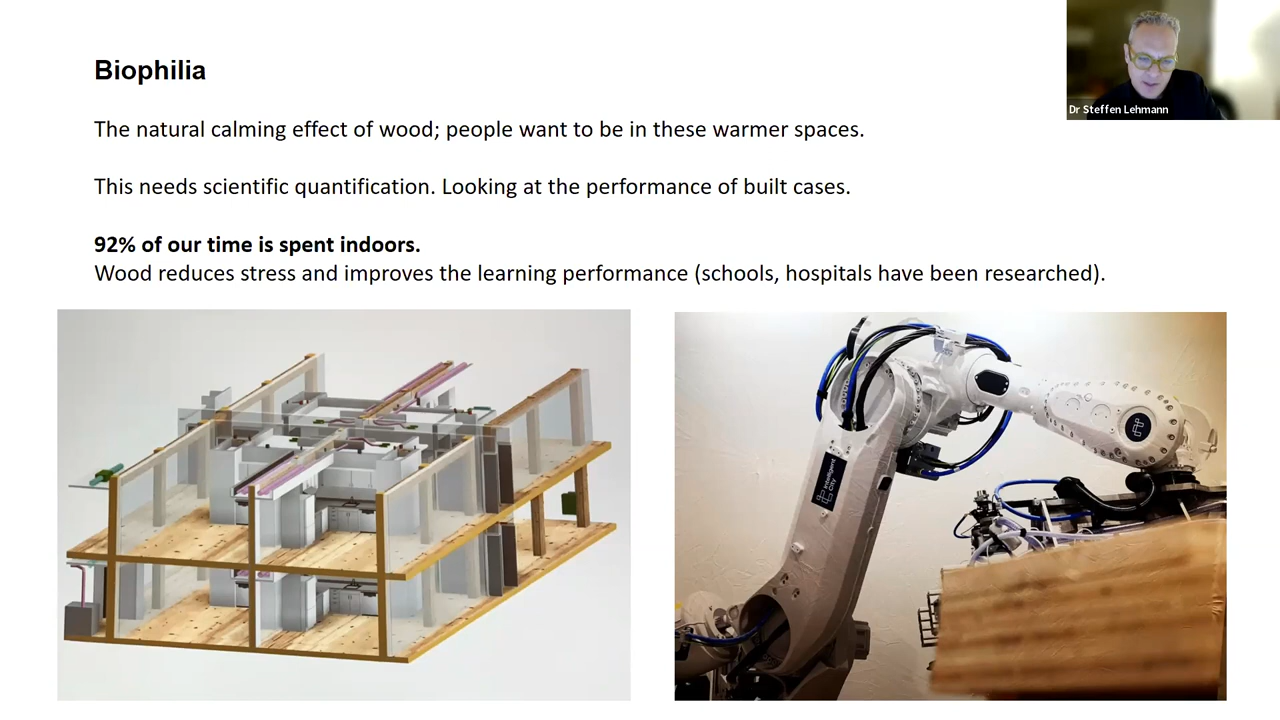 Biophilia
Dr Steffen Lehmann
The natural calming effect of wood; people want to be in these warmer spaces.
This needs scientific quantification. Looking at the performance of built cases.
92% of our time is spent indoors.
Wood reduces stress and improves the learning performance (schools, hospitals have been researched).
Intelligent
City